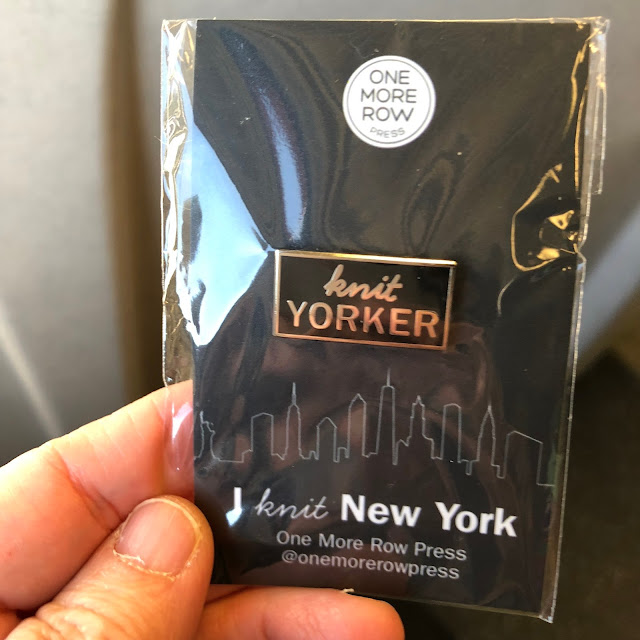 ONE
MORE
ROW
PRESS
knit
YORKER
I knit New York
One More Row Press
@onemorerowpress